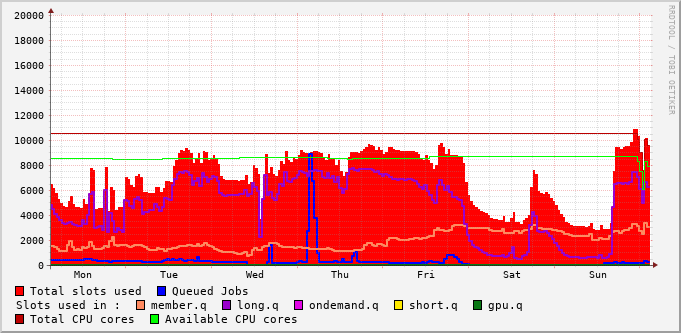 20000
18000
16000
14000
12000
10000
8000
6000
4000
2000
0
Mon Tue Wed Thu Fri Sat Sun
RRDTOOL / TOBI OETIKER
Total slots used Queued Jobs
Slots used in : member.q long.q ondemand.q short.q gpu.q
Total CPU cores Available CPU cores